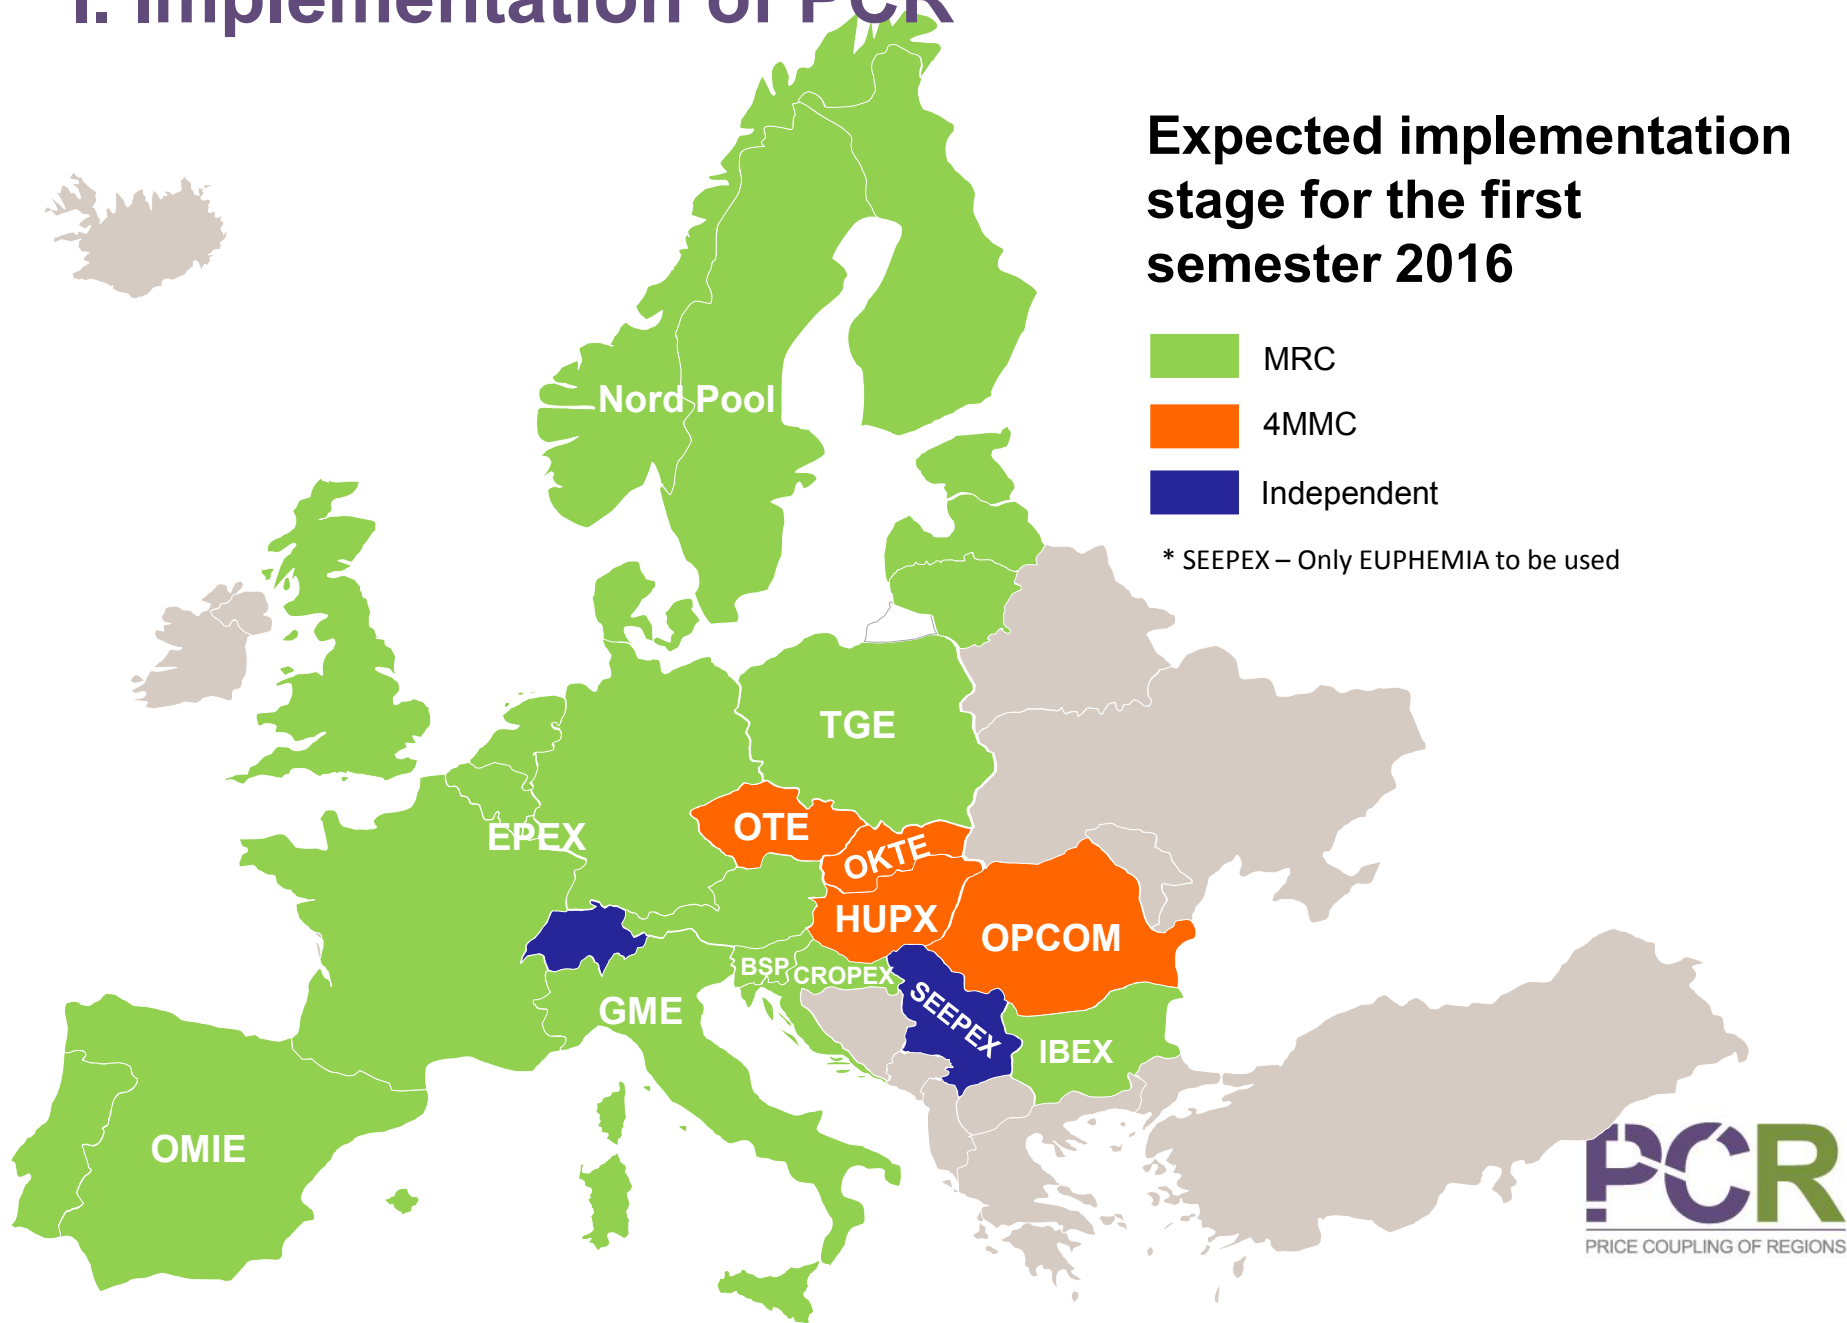 1. Implementation of PCR
Expected implementation
stage for the first
semester 2016
MRC
4MMC
Independent
* SEEPEX – Only EUPHEMIA to be used
Nord Pool
TGE
EPEX
OTE
OKTE
HUPX
OPCOM
BSP
CROPEX
SEEPEX
GME
IBEX
OMIE
PCR
PRICE COUPLING OF REGIONS